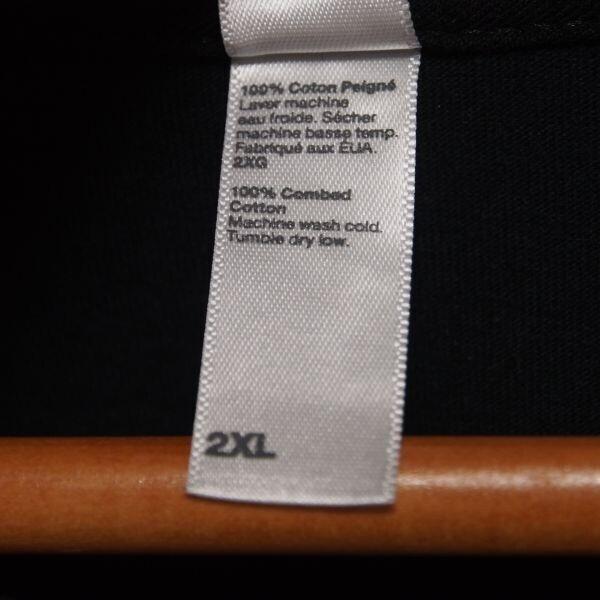 100% Coton Peigné
Laver machine
eau froide. Sécher
machine basse temp.
Fabriqué aux ÉUA.
2XG
100% Combed
Cotton
Machine wash cold.
Tumble dry low.
2XL